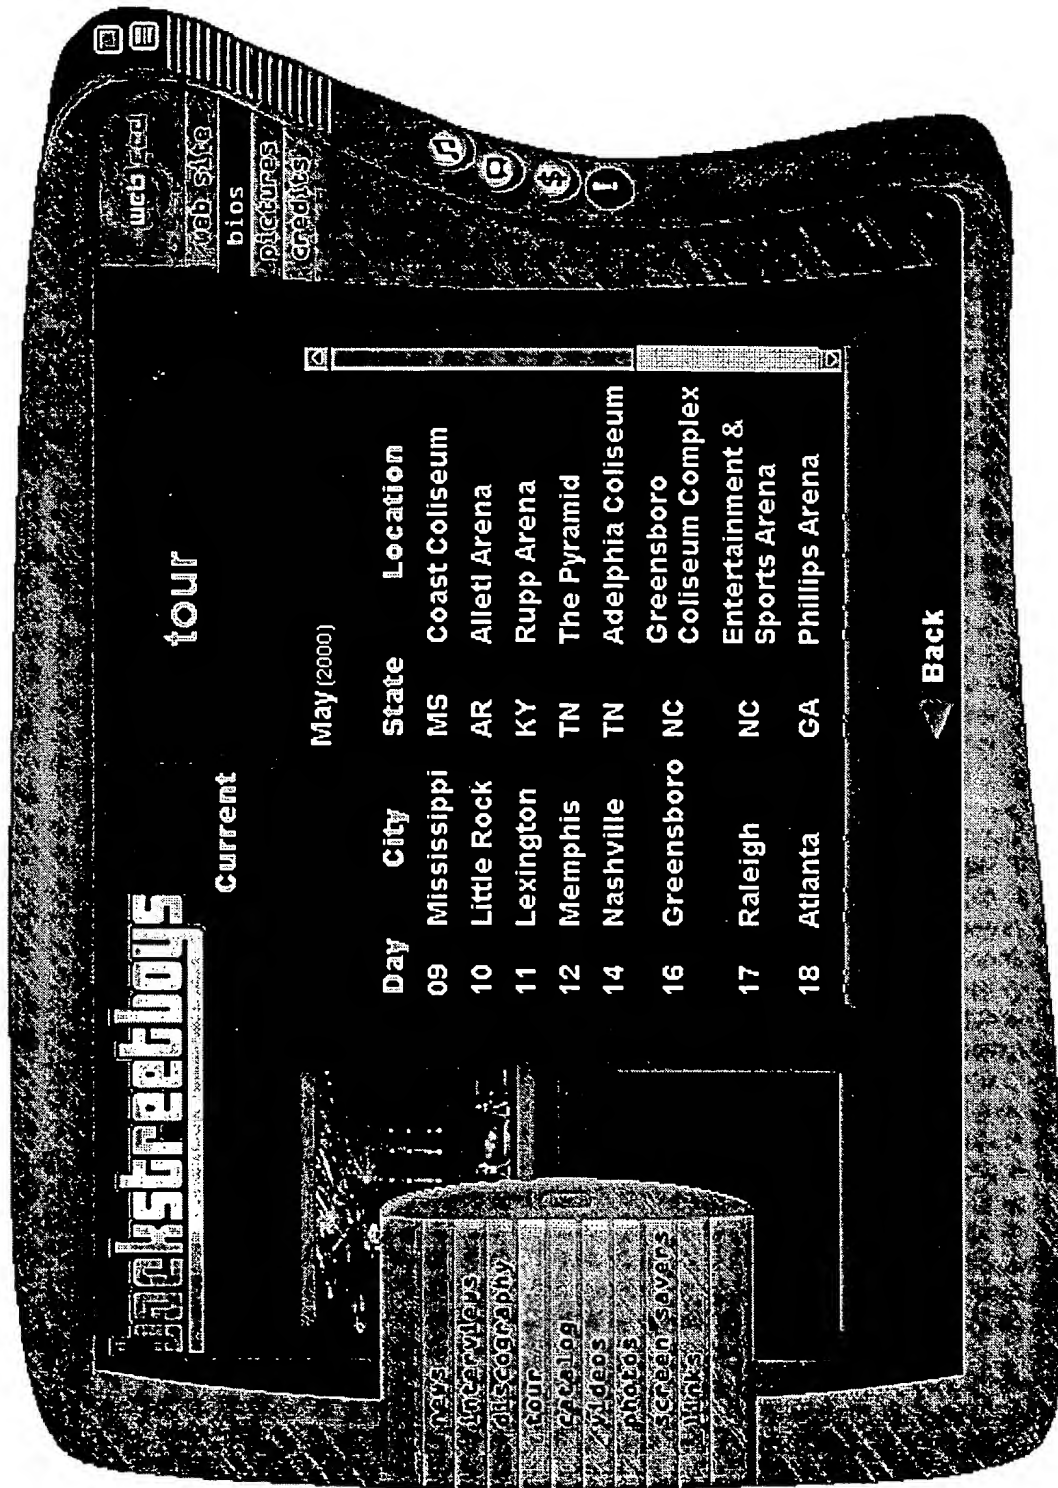 backstreetboys
tour
Current
May (2000)
Day City State Location
09 Mississippi MS Coast Coliseum
10 Little Rock AR Alletl Arena
11 Lexington KY Rupp Arena
12 Memphis TN The Pyramid
14 Nashville TN Adelphia Coliseum
16 Greensboro NC Greensboro
Coliseum Complex
17 Raleigh NC Entertainment &
Sports Arena
18 Atlanta GA Phillips Arena
Back
news
interviews
discography
tour
catalog
videos
photos
screen savers
links
web site
bios
pictures
credits
$
!